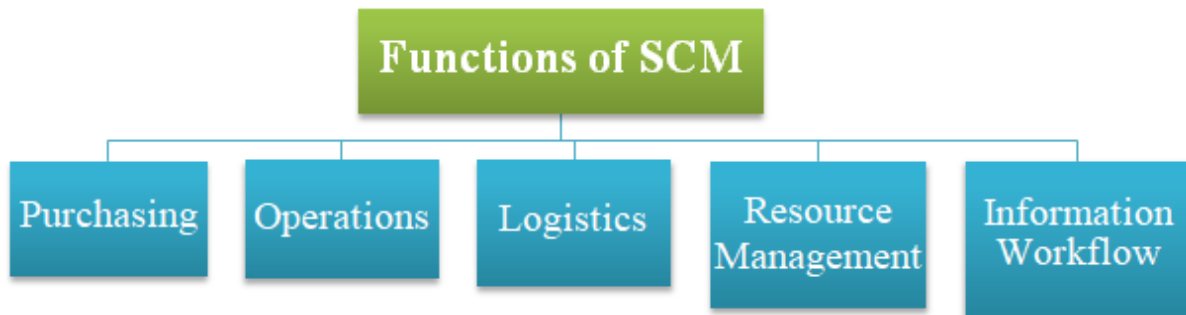 Functions of SCM
Purchasing
Operations
Logistics
Resource
Management
Information
Workflow